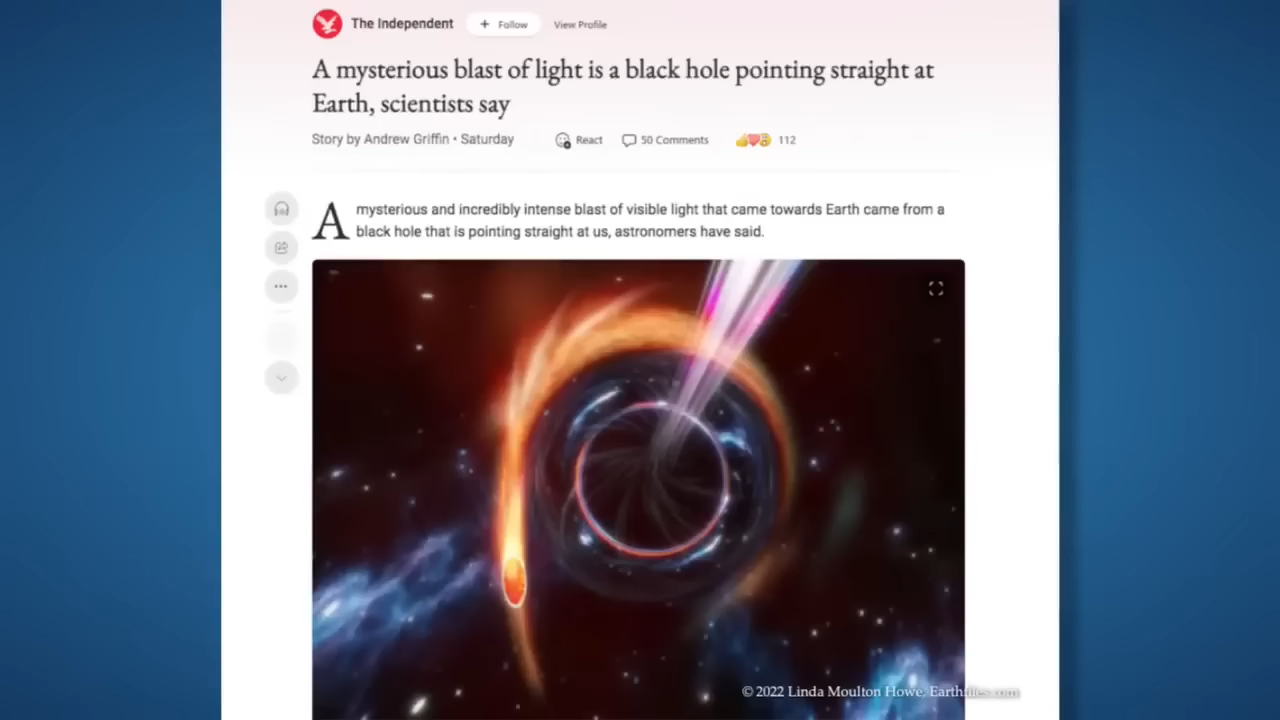 The Independent
+ Follow
View Profile
A mysterious blast of light is a black hole pointing straight at
Earth, scientists say
Story by Andrew Griffin • Saturday
React
50 Comments
112
A mysterious and incredibly intense blast of visible light that came towards Earth came from a
black hole that is pointing straight at us, astronomers have said.
© 2022 Linda Moulton Howe, Earthfiles.com